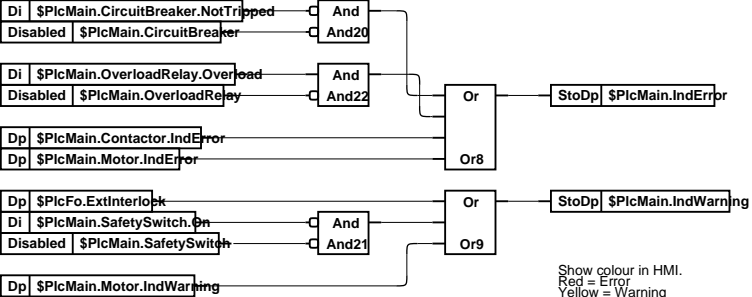 Di $PlcMain.CircuitBreaker.NotTripped And
Disabled $PlcMain.CircuitBreaker And20
Di $PlcMain.OverloadRelay.Overload And
Disabled $PlcMain.OverloadRelay And22
Or StoDp $PlcMain.IndError
Dp $PlcMain.Contactor.IndError
Dp $PlcMain.Motor.IndError Or8
Dp $PlcFo.ExtInterlock Or StoDp $PlcMain.IndWarning
Di $PlcMain.SafetySwitch.On And
Disabled $PlcMain.SafetySwitch And21 Or9
Dp $PlcMain.Motor.IndWarning
Show colour in HMI.
Red = Error
Yellow = Warning